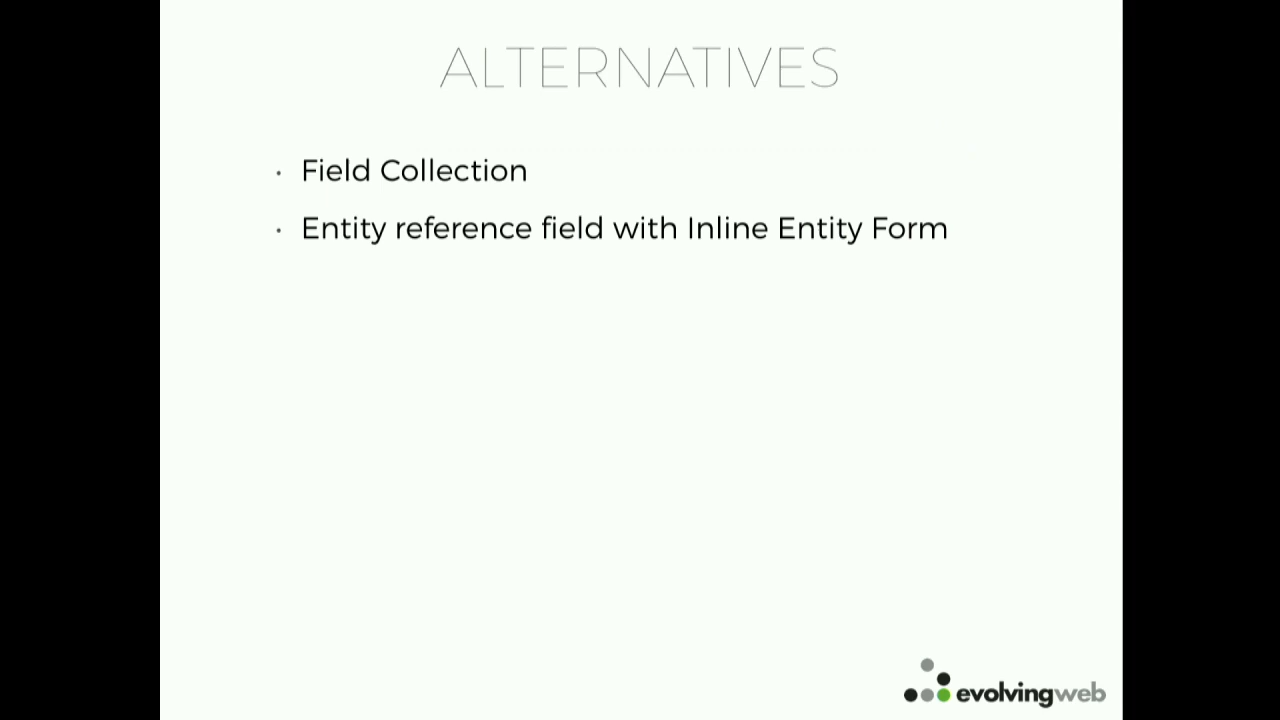 ALTERNATIVES
· Field Collection
· Entity reference field with Inline Entity Form
evolvingweb